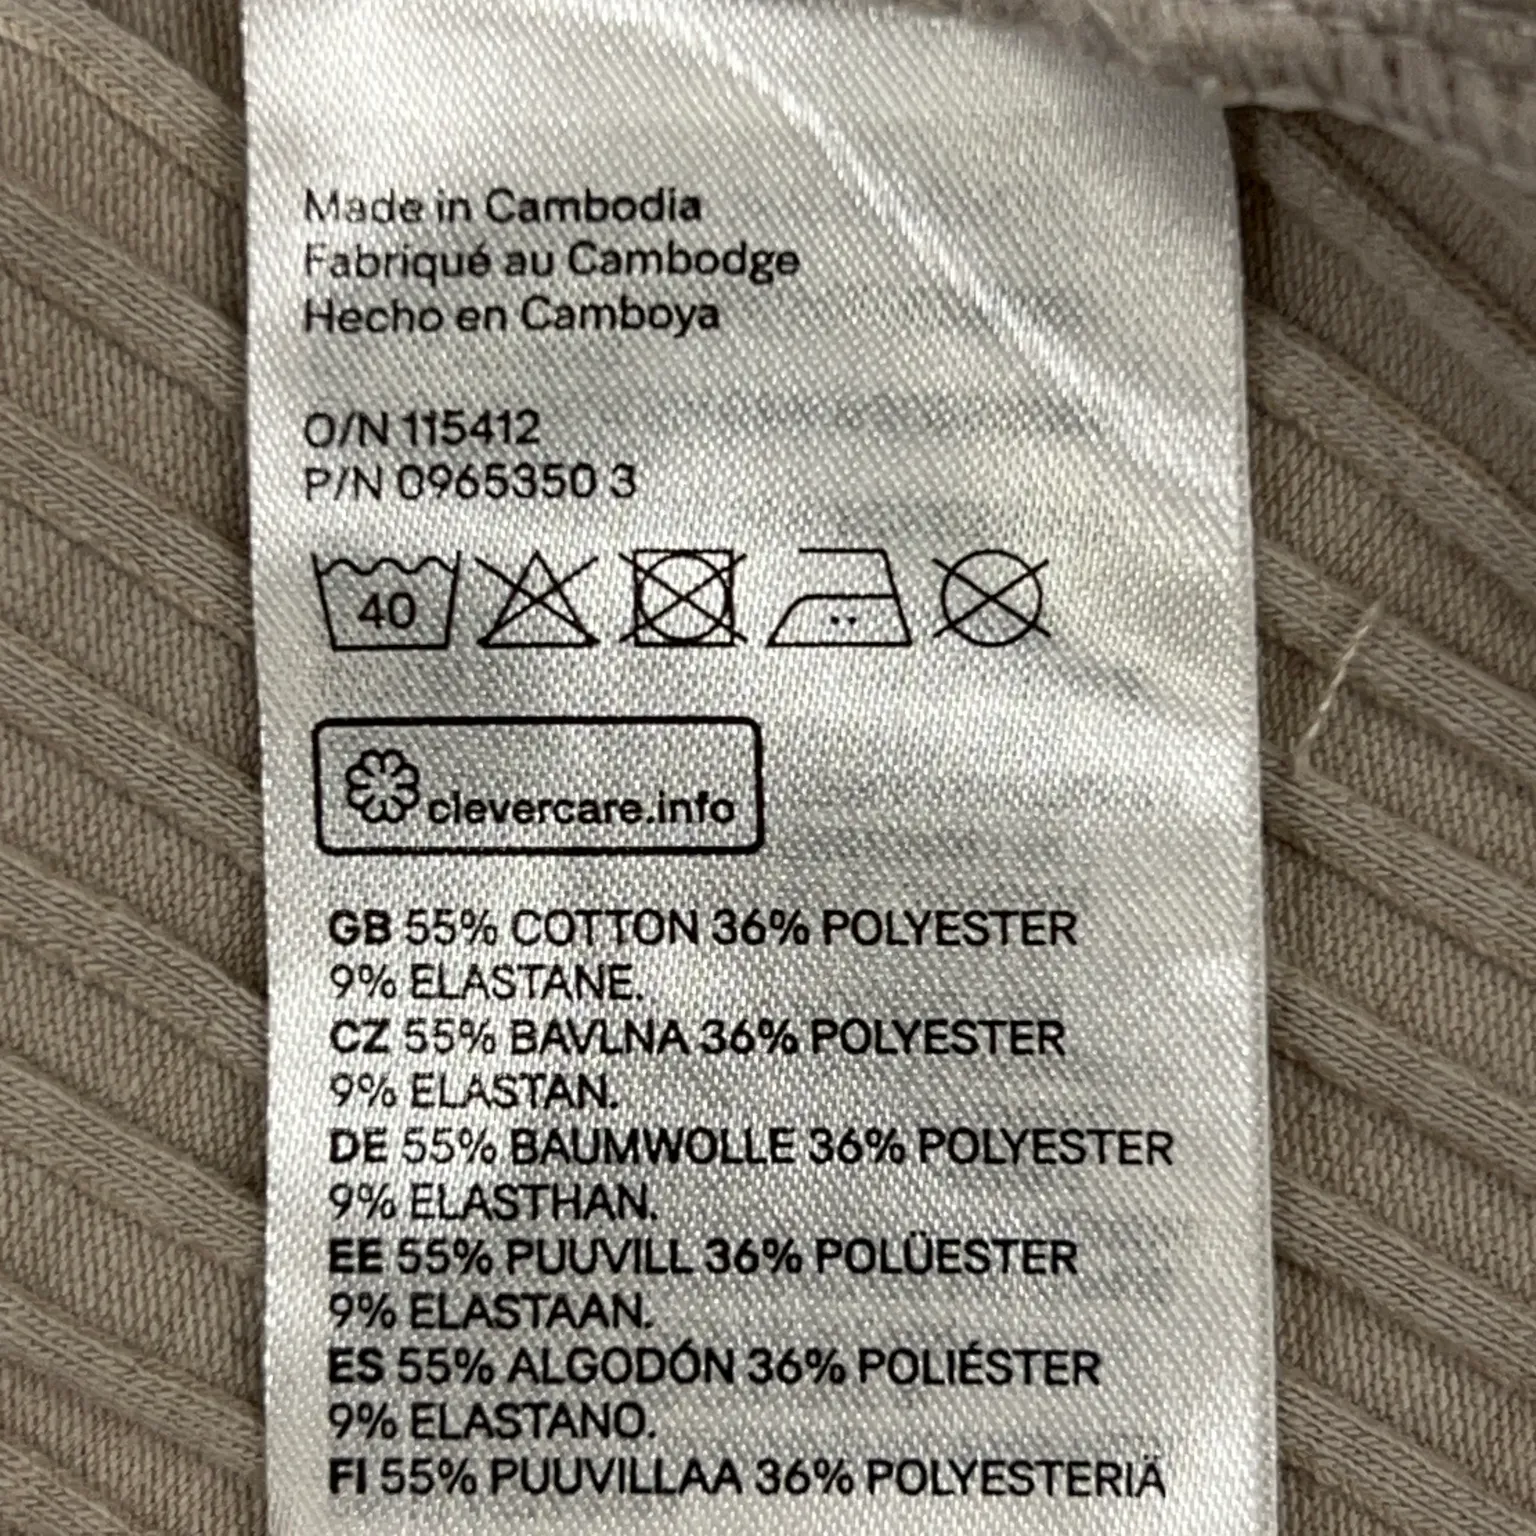 Made in Cambodia
Fabriqué au Cambodge
Hecho en Camboya
O/N 115412
P/N 0965350 3
40
clevercare.info
GB 55% COTTON 36% POLYESTER
9% ELASTANE.
CZ 55% BAVLNA 36% POLYESTER
9% ELASTAN.
DE 55% BAUMWOLLE 36% POLYESTER
9% ELASTHAN.
EE 55% PUUVILL 36% POLÜESTER
9% ELASTAAN.
ES 55% ALGODÓN 36% POLIÉSTER
9% ELASTANO.
FI 55% PUUVILLAA 36% POLYESTERIÄ